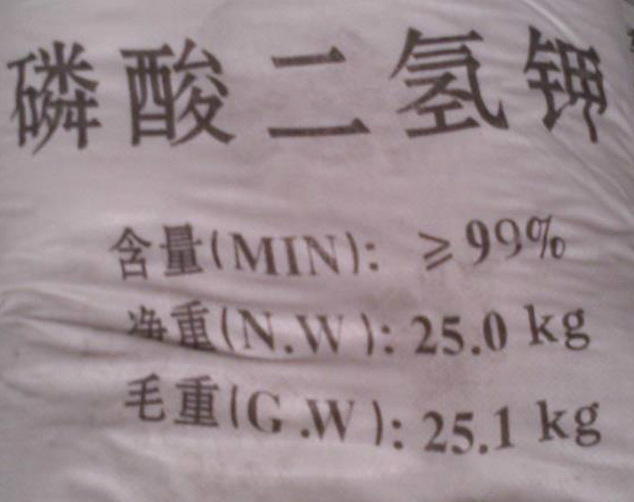 磷酸二氢钾
含量(MIN): ≥99%
净重(N.W): 25.0 kg
毛重(G.W): 25.1 kg